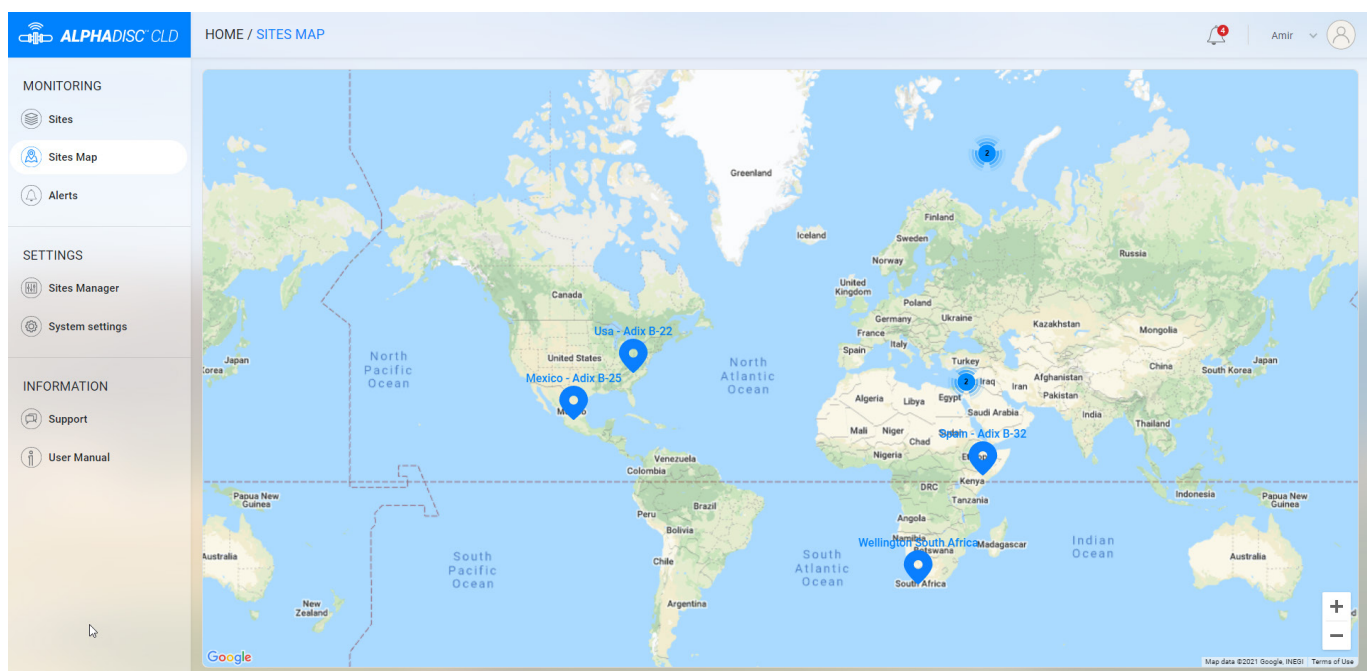 ALPHADISC™ CLD
HOME / SITES MAP
4
Amir
MONITORING
Sites
Sites Map
Alerts
SETTINGS
Sites Manager
System settings
INFORMATION
Support
User Manual
Greenland
2
Iceland
Finland
Sweden
Norway
Russia
United
Kingdom
Canada
Poland
Germany
Ukraine
France
Kazakhstan
Mongolia
Usa - Adix B-22
Italy
Spain
United States
Turkey
Japan
Korea
North
Pacific
Ocean
North
Atlantic
Ocean
China
South Korea
Japan
Mexico - Adix B-25
2
Iraq
Iran
Afghanistan
Pakistan
Algeria
Libya
Egypt
Saudi Arabia
India
Thailand
Mali
Niger
Chad
Spain - Adix B-32
Nigeria
Venezuela
Colombia
DRC
Kenya
Tanzania
Indonesia
Papua New
Guinea
Papua New
Guinea
Peru
Brazil
Bolivia
Angola
Namibia
Wellington South Africa
Botswana
Madagascar
Indian
Ocean
Australia
South
Pacific
Ocean
Chile
South
Atlantic
Ocean
South Africa
Australia
New
Zealand
Argentina
+
−
Google
Map data ©2021 Google, INEGI
Terms of Use